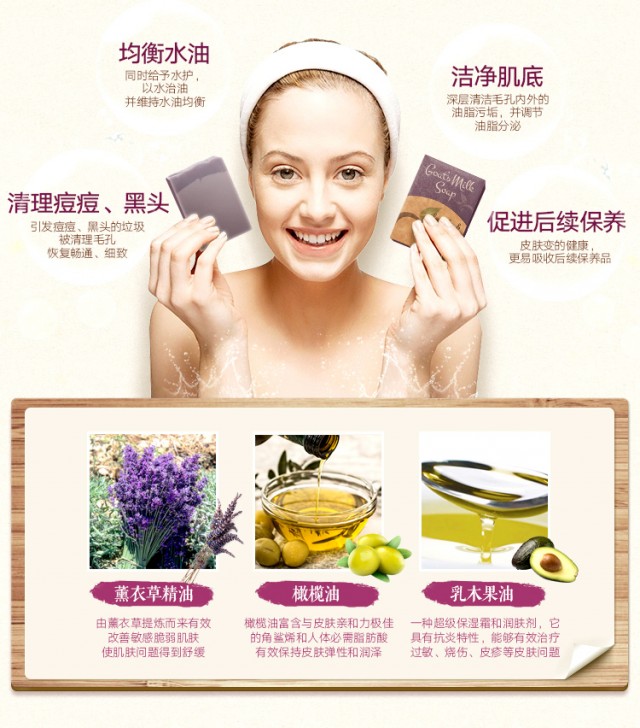 均衡水油
同时给予水护，
以水治油
并维持水油均衡
洁净肌底
深层清洁毛孔内外的
油脂污垢，并调节
油脂分泌
清理痘痘、黑头
引发痘痘、黑头的垃圾
被清理毛孔
恢复畅通、细致
Goat's Milk
Soap
促进后续保养
皮肤变的健康，
更易吸收后续保养品
薰衣草精油
由薰衣草提炼而来有效
改善敏感脆弱肌肤
使肌肤问题得到舒缓
橄榄油
橄榄油富含与皮肤亲和力极佳
的角鲨烯和人体必需脂肪酸
有效保持皮肤弹性和润泽
乳木果油
一种超级保湿霜和润肤剂，它
具有抗炎特性，能够有效治疗
过敏、烧伤、皮疹等皮肤问题